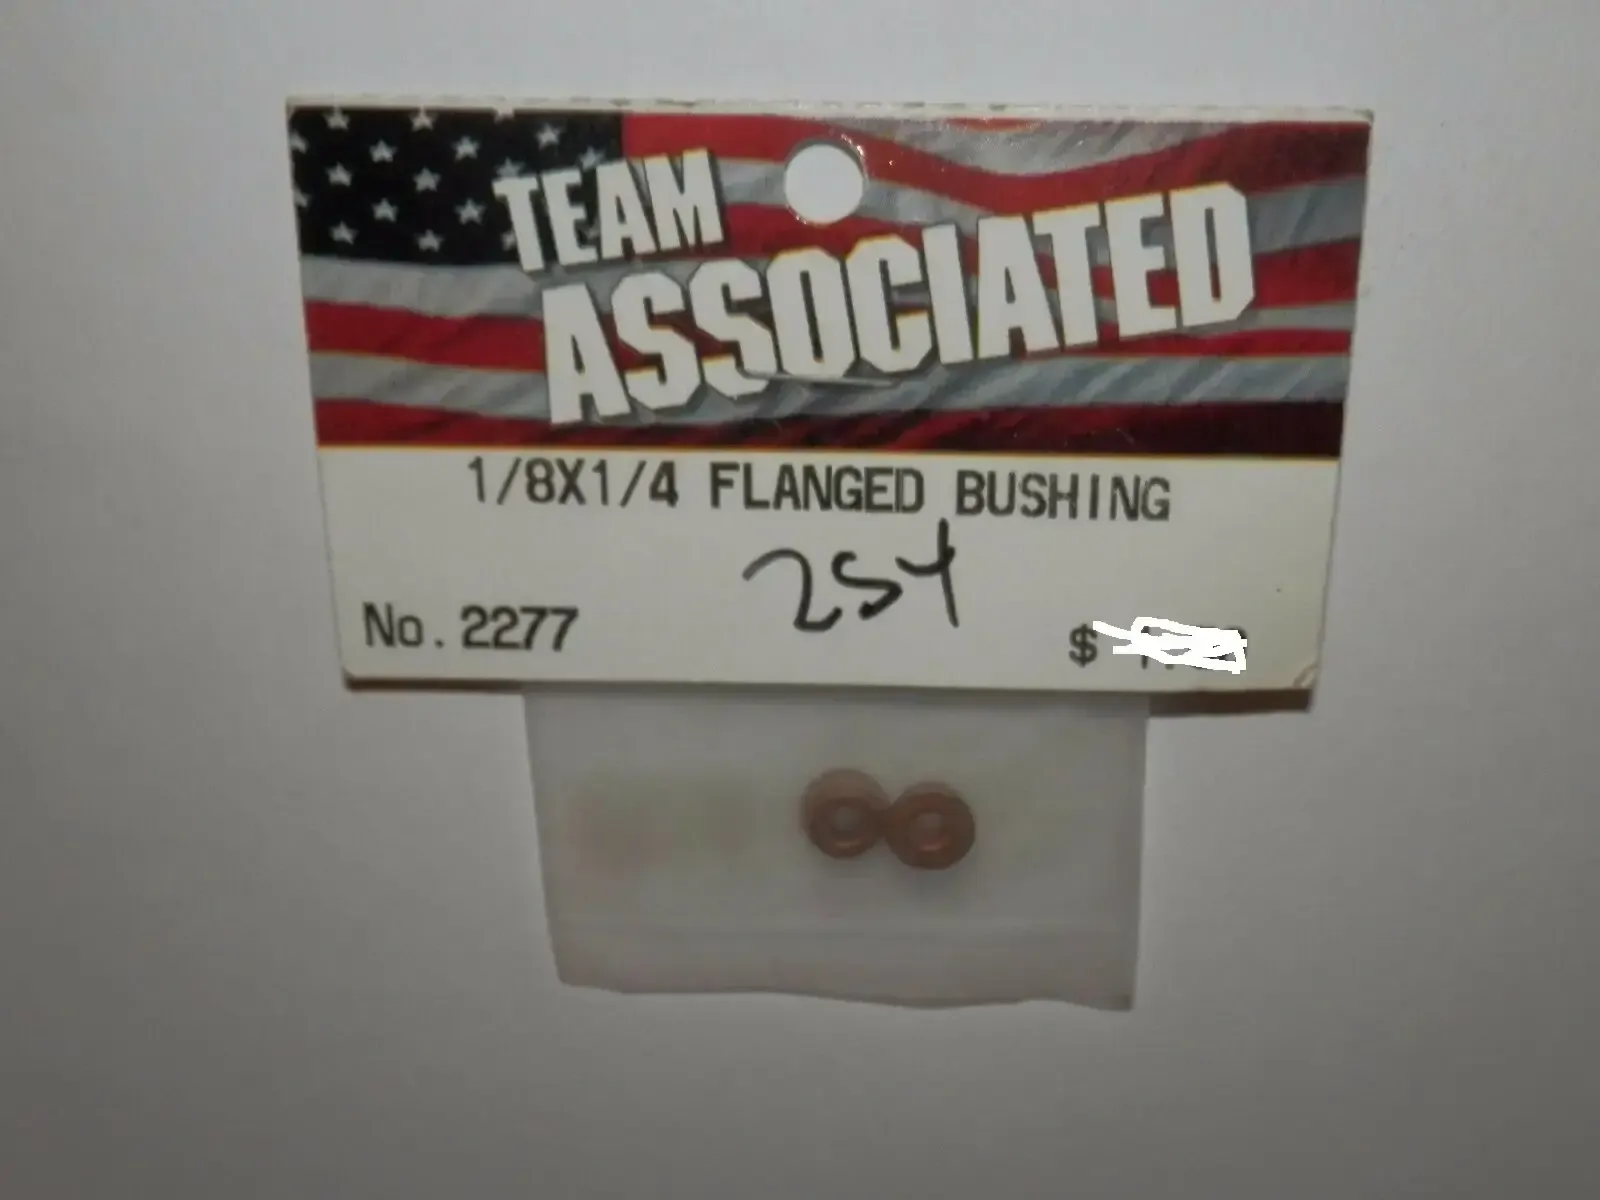 TEAM
ASSOCIATED
1/8X1/4 FLANGED BUSHING
254
No. 2277
$